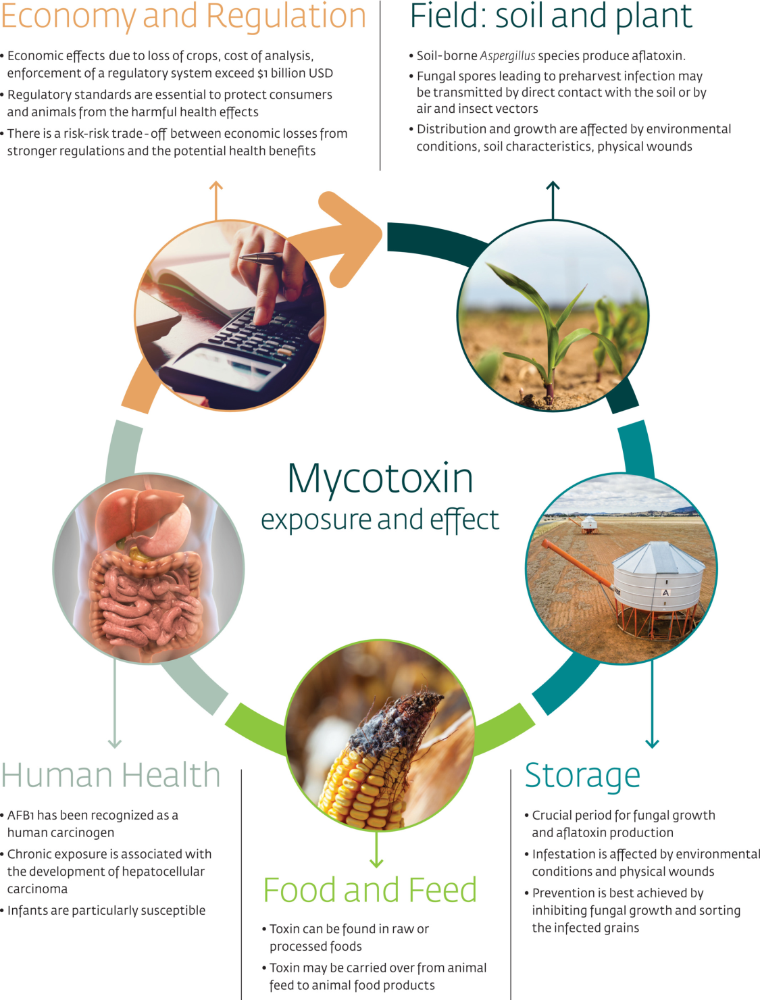 Economy and Regulation
• Economic effects due to loss of crops, cost of analysis,
enforcement of a regulatory system exceed $1 billion USD
• Regulatory standards are essential to protect consumers
and animals from the harmful health effects
• There is a risk-risk trade-off between economic losses from
stronger regulations and the potential health benefits
Field: soil and plant
• Soil-borne Aspergillus species produce aflatoxin.
• Fungal spores leading to preharvest infection may
be transmitted by direct contact with the soil or by
air and insect vectors
• Distribution and growth are affected by environmental
conditions, soil characteristics, physical wounds
Mycotoxin
exposure and effect
A
Human Health
• AFB1 has been recognized as a
human carcinogen
• Chronic exposure is associated with
the development of hepatocellular
carcinoma
• Infants are particularly susceptible
Food and Feed
• Toxin can be found in raw or
processed foods
• Toxin may be carried over from animal
feed to animal food products
Storage
• Crucial period for fungal growth
and aflatoxin production
• Infestation is affected by environmental
conditions and physical wounds
• Prevention is best achieved by
inhibiting fungal growth and sorting
the infected grains